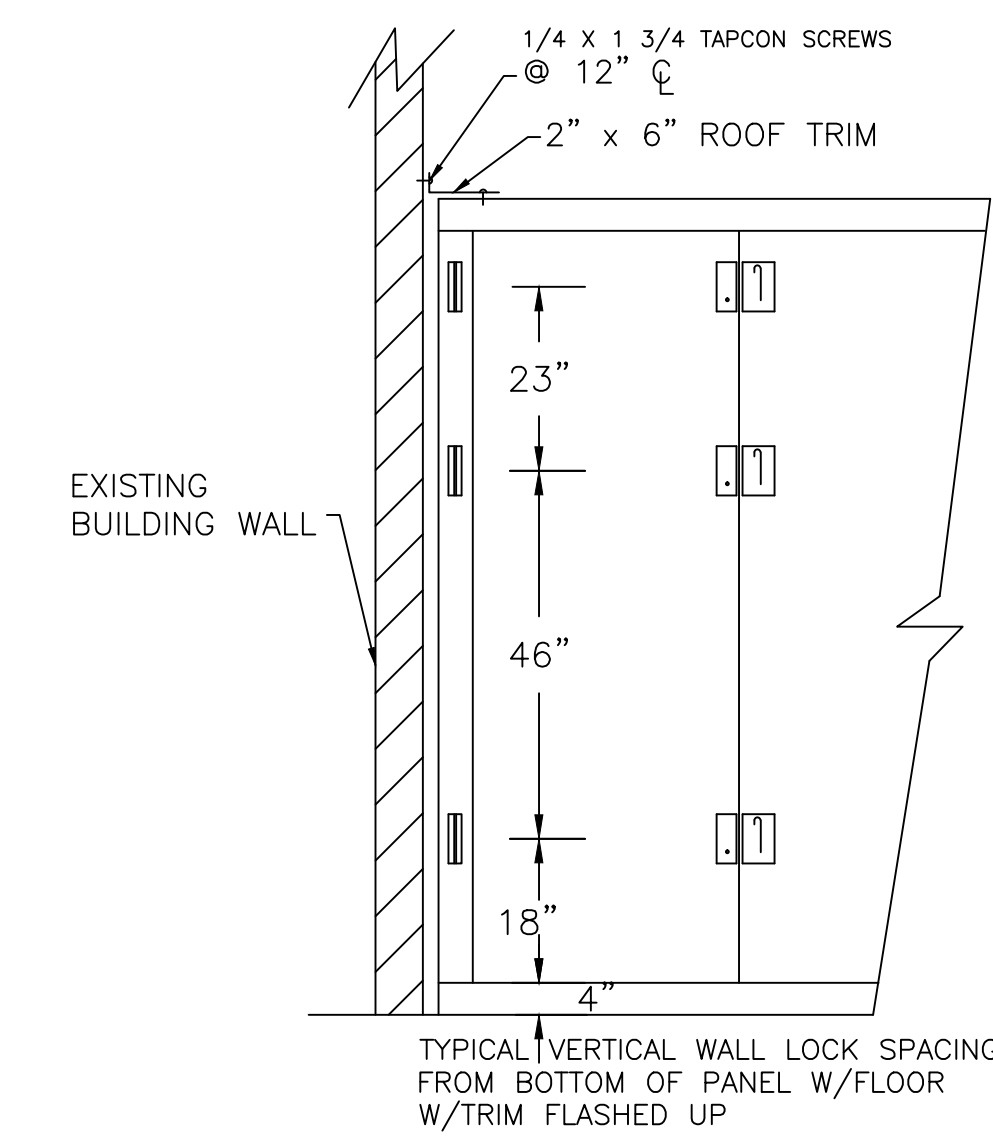 1/4 X 1 3/4 TAPCON SCREWS
@ 12” ℄
2” x 6” ROOF TRIM
23”
EXISTING
BUILDING WALL
46”
18”
4”
TYPICAL VERTICAL WALL LOCK SPACING
FROM BOTTOM OF PANEL W/FLOOR
W/TRIM FLASHED UP